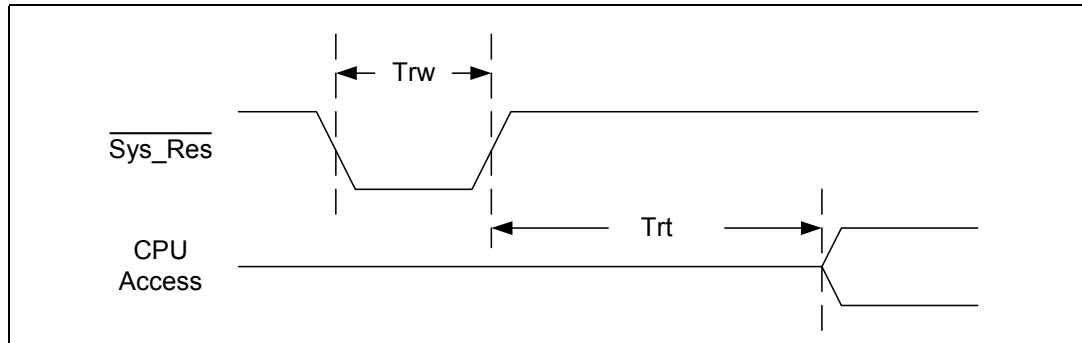 Trw
Sys_Res
Trt
CPU
Access